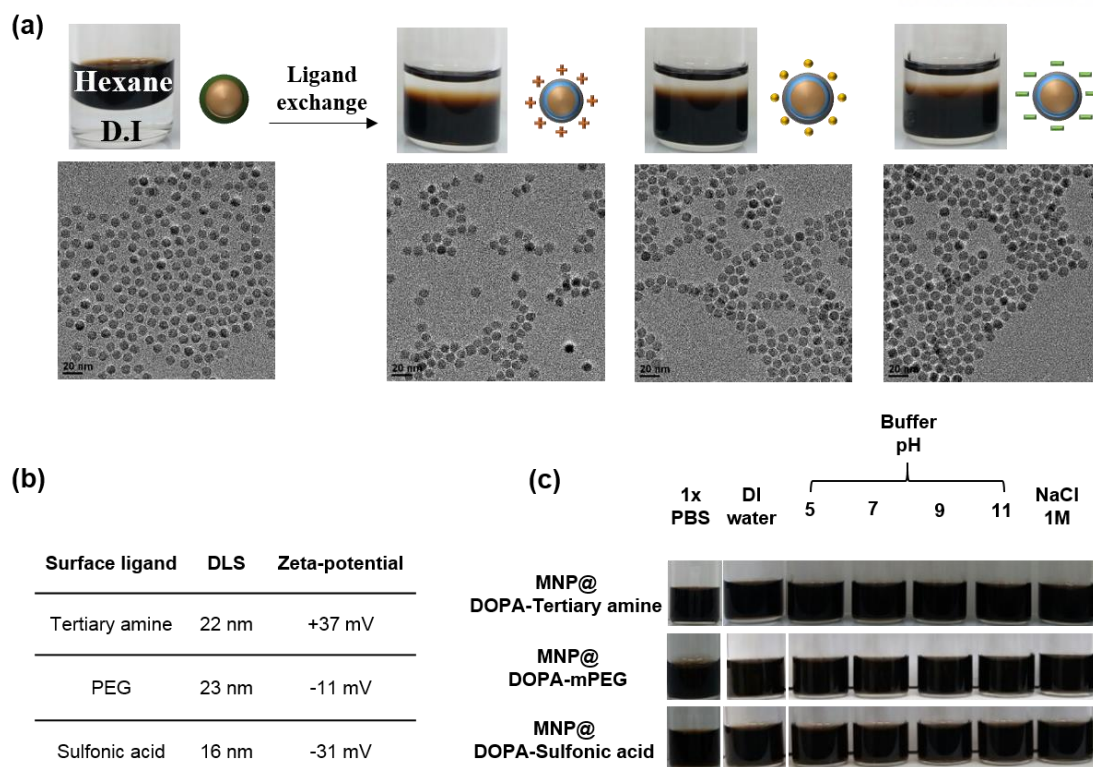 (a)
Hexane
D.I
Ligand
exchange
20 nm
20 nm
20 nm
20 nm
(b)
Surface ligand DLS Zeta-potential
Tertiary amine 22 nm +37 mV
PEG 23 nm -11 mV
Sulfonic acid 16 nm -31 mV
(c)
Buffer
pH
1x
PBS
DI
water
5 7 9 11
NaCl
1M
MNP@
DOPA-Tertiary amine
MNP@
DOPA-mPEG
MNP@
DOPA-Sulfonic acid